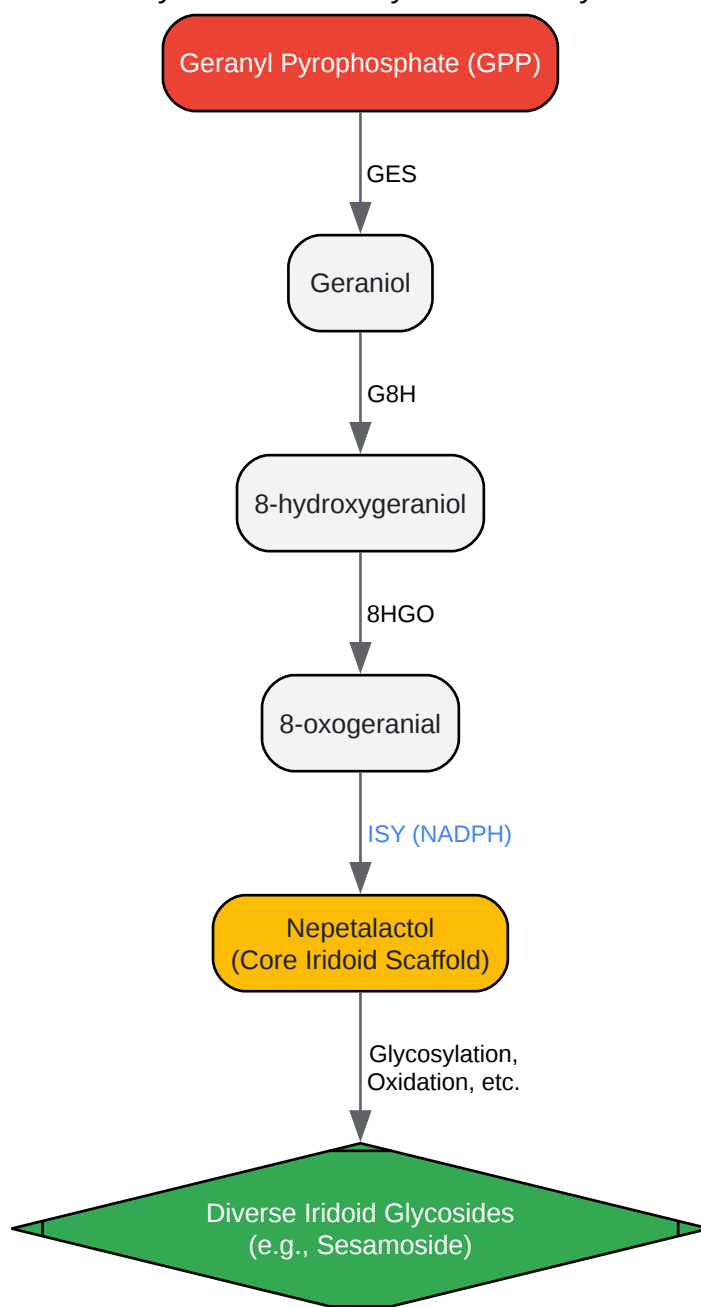 Geranyl Pyrophosphate (GPP)
GES
Geraniol
G8H
8-hydroxygeraniol
8HGO
8-oxogeranial
ISY (NADPH)
Nepetalactol
(Core Iridoid Scaffold)
Glycosylation,
Oxidation, etc.
Diverse Iridoid Glycosides
(e.g., Sesamoside)